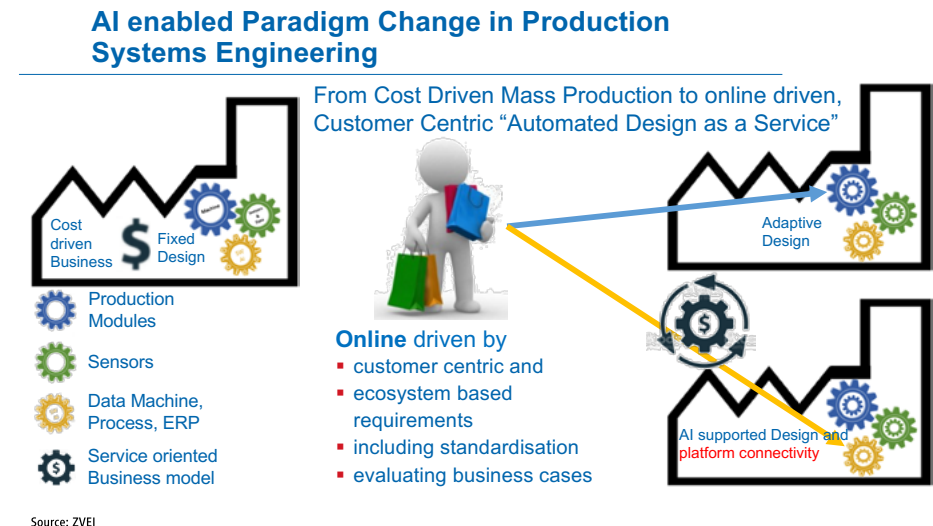 AI enabled Paradigm Change in Production
Systems Engineering
From Cost Driven Mass Production to online driven,
Customer Centric “Automated Design as a Service”
Cost
driven
Business
$
Fixed
Design
Machine
Adaptive
Design
Production
Modules
Sensors
Data Machine,
Process, ERP
$
Service oriented
Business model
Online driven by
▪ customer centric and
▪ ecosystem based
requirements
▪ including standardisation
▪ evaluating business cases
$
AI supported Design and
platform connectivity
Source: ZVEI